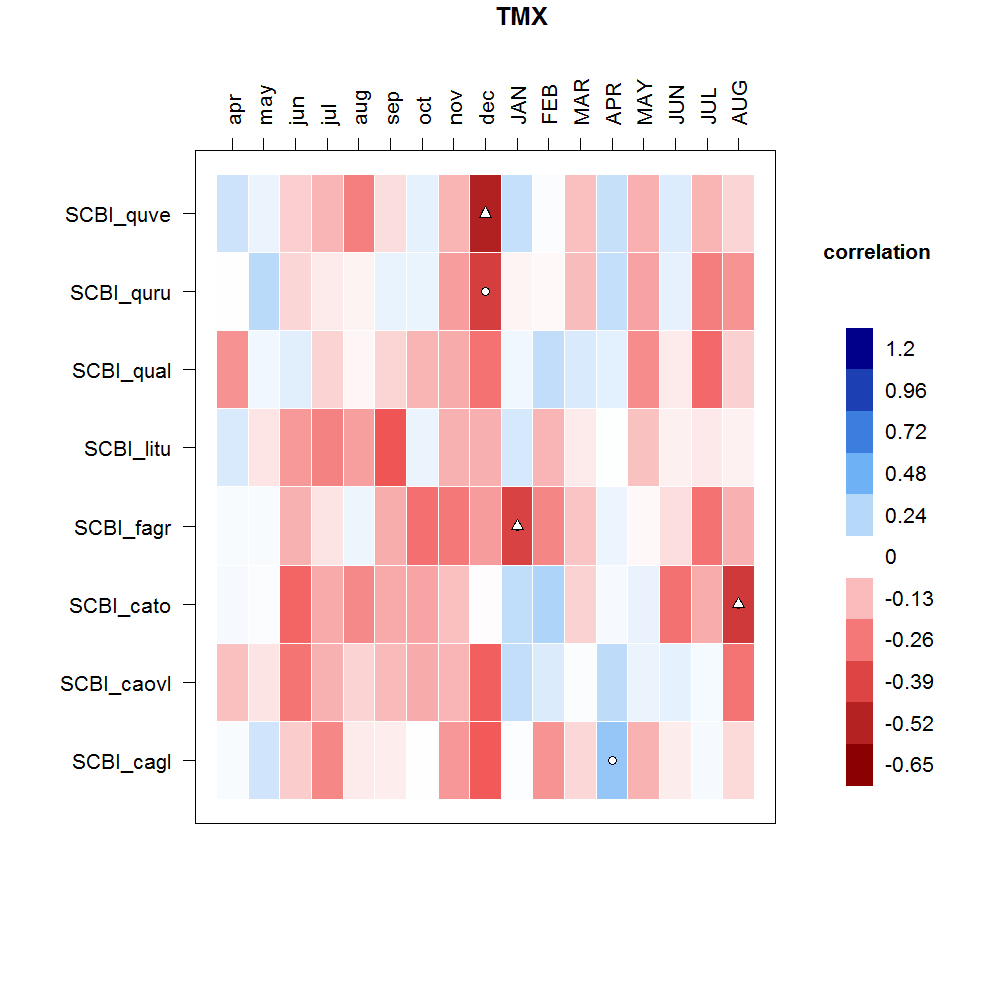 TMX
apr may jun jul aug sep oct nov dec JAN FEB MAR APR MAY JUN JUL AUG
SCBI_quve
SCBI_quru
SCBI_qual
SCBI_litu
SCBI_fagr
SCBI_cato
SCBI_caovl
SCBI_cagl
correlation
1.2
0.96
0.72
0.48
0.24
0
-0.13
-0.26
-0.39
-0.52
-0.65